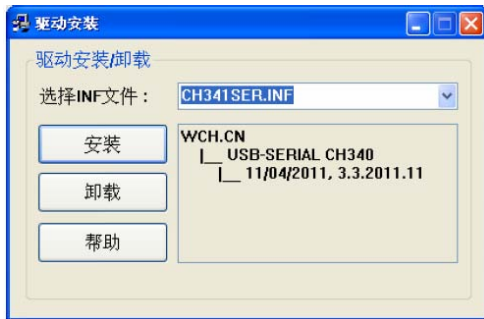 驱动安装
驱动安装/卸载
选择INF文件：
CH341SER.INF
安装
卸载
帮助
WCH.CN
|__ USB-SERIAL CH340
|__ 11/04/2011, 3.3.2011.11